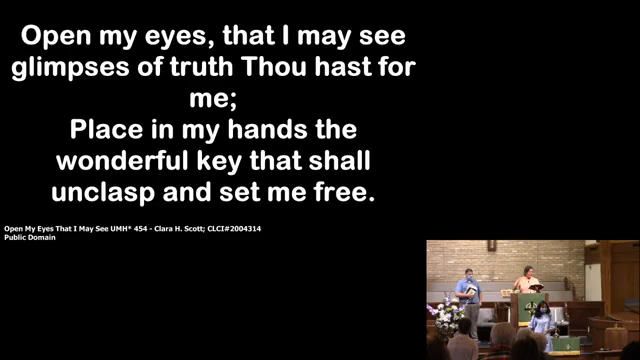 Open my eyes, that I may see
glimpses of truth Thou hast for
me;
Place in my hands the
wonderful key that shall
unclasp and set me free.
Open My Eyes That I May See UMH* 454 - Clara H. Scott; CLCI#2004314
Public Domain